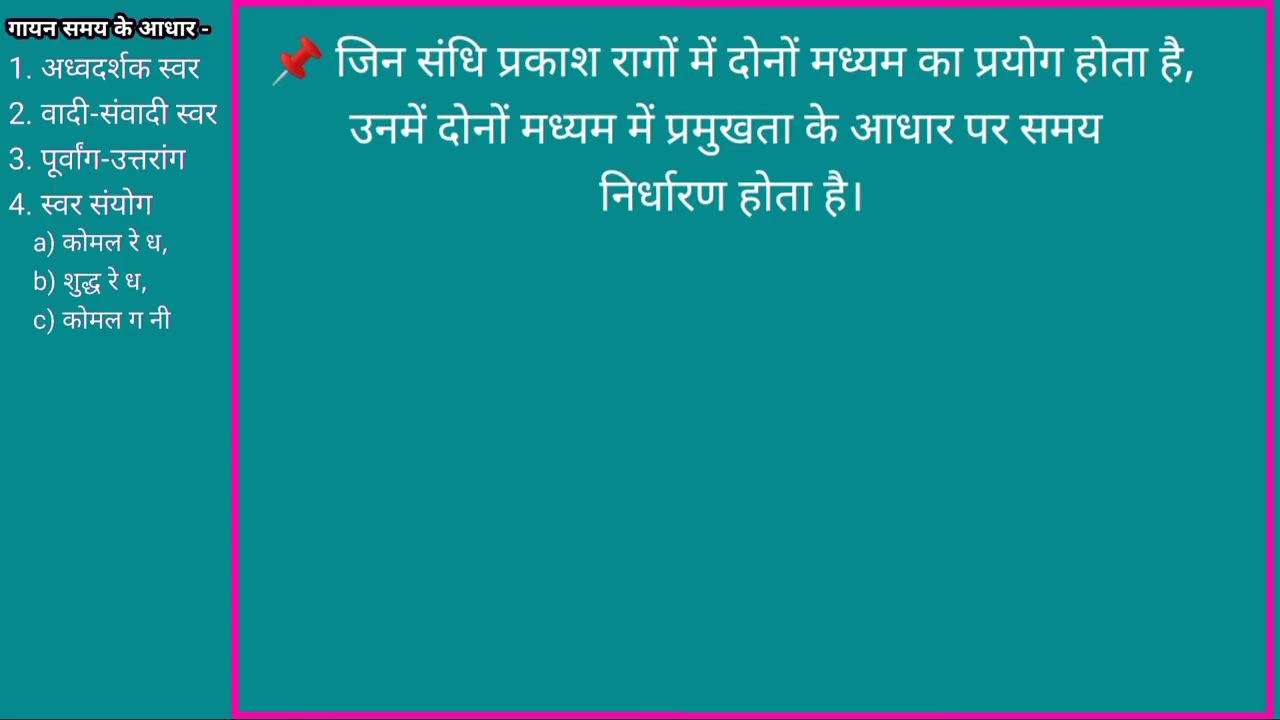 गायन समय के आधार -
1. अध्वदर्शक स्वर
2. वादी-संवादी स्वर
3. पूर्वांग-उत्तरांग
4. स्वर संयोग
a) कोमल रे ध,
b) शुद्ध रे ध,
c) कोमल ग नी
जिन संधि प्रकाश रागों में दोनों मध्यम का प्रयोग होता है,
उनमें दोनों मध्यम में प्रमुखता के आधार पर समय
निर्धारण होता है।